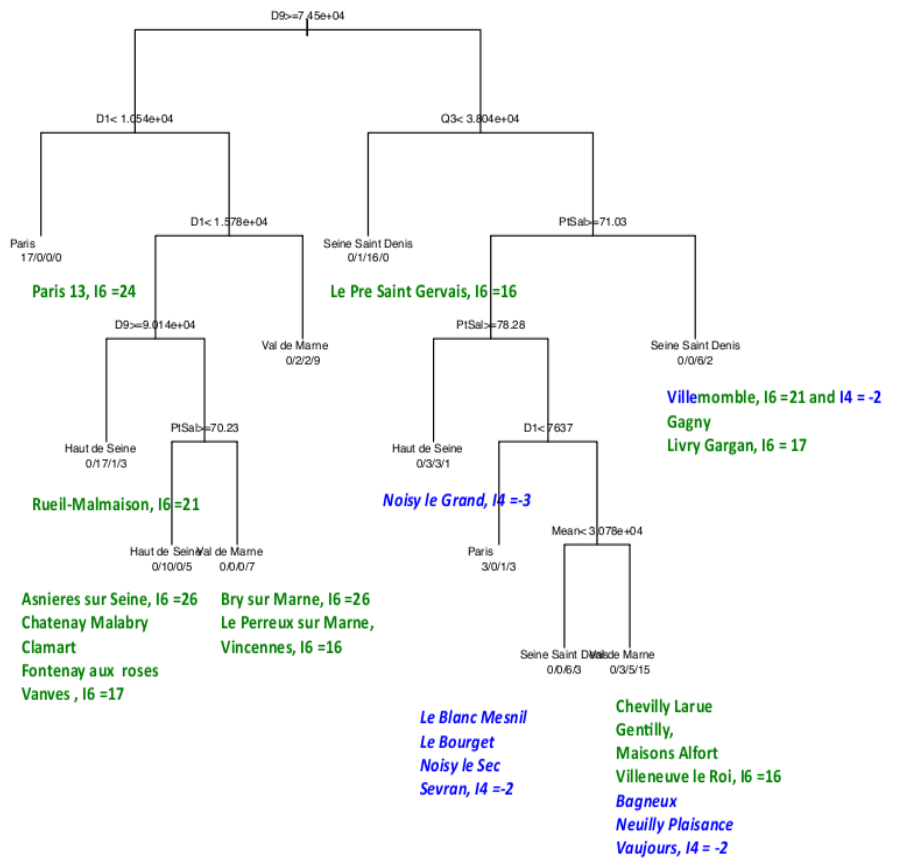 D9>=7.45e+04
D1< 1.054e+04
Q3< 3.804e+04
D1< 1.578e+04
PtSal>=71.03
Paris
17/0/0/0
Seine Saint Denis
0/1/16/0
Paris 13, I6 =24
Le Pre Saint Gervais, I6 =16
D9>=9.014e+04
PtSal>=78.28
Val de Marne
0/2/2/9
Seine Saint Denis
0/0/6/2
Villemomble, I6 =21 and I4 = -2
Gagny
Livry Gargan, I6 = 17
PtSal>=70.23
D1< 7637
Haut de Seine
0/17/1/3
Haut de Seine
0/3/3/1
Rueil-Malmaison, I6 =21
Noisy le Grand, I4 =-3
Mean< 3.078e+04
Haut de Seine
0/10/0/5
Val de Marne
0/0/0/7
Paris
3/0/1/3
Asnieres sur Seine, I6 =26
Chatenay Malabry
Clamart
Fontenay aux roses
Vanves , I6 =17
Bry sur Marne, I6 =26
Le Perreux sur Marne,
Vincennes, I6 =16
Seine Saint Denis
0/0/6/3
Val de Marne
0/3/5/15
Le Blanc Mesnil
Le Bourget
Noisy le Sec
Sevran, I4 =-2
Chevilly Larue
Gentilly,
Maisons Alfort
Villeneuve le Roi, I6 =16
Bagneux
Neuilly Plaisance
Vaujours, I4 = -2